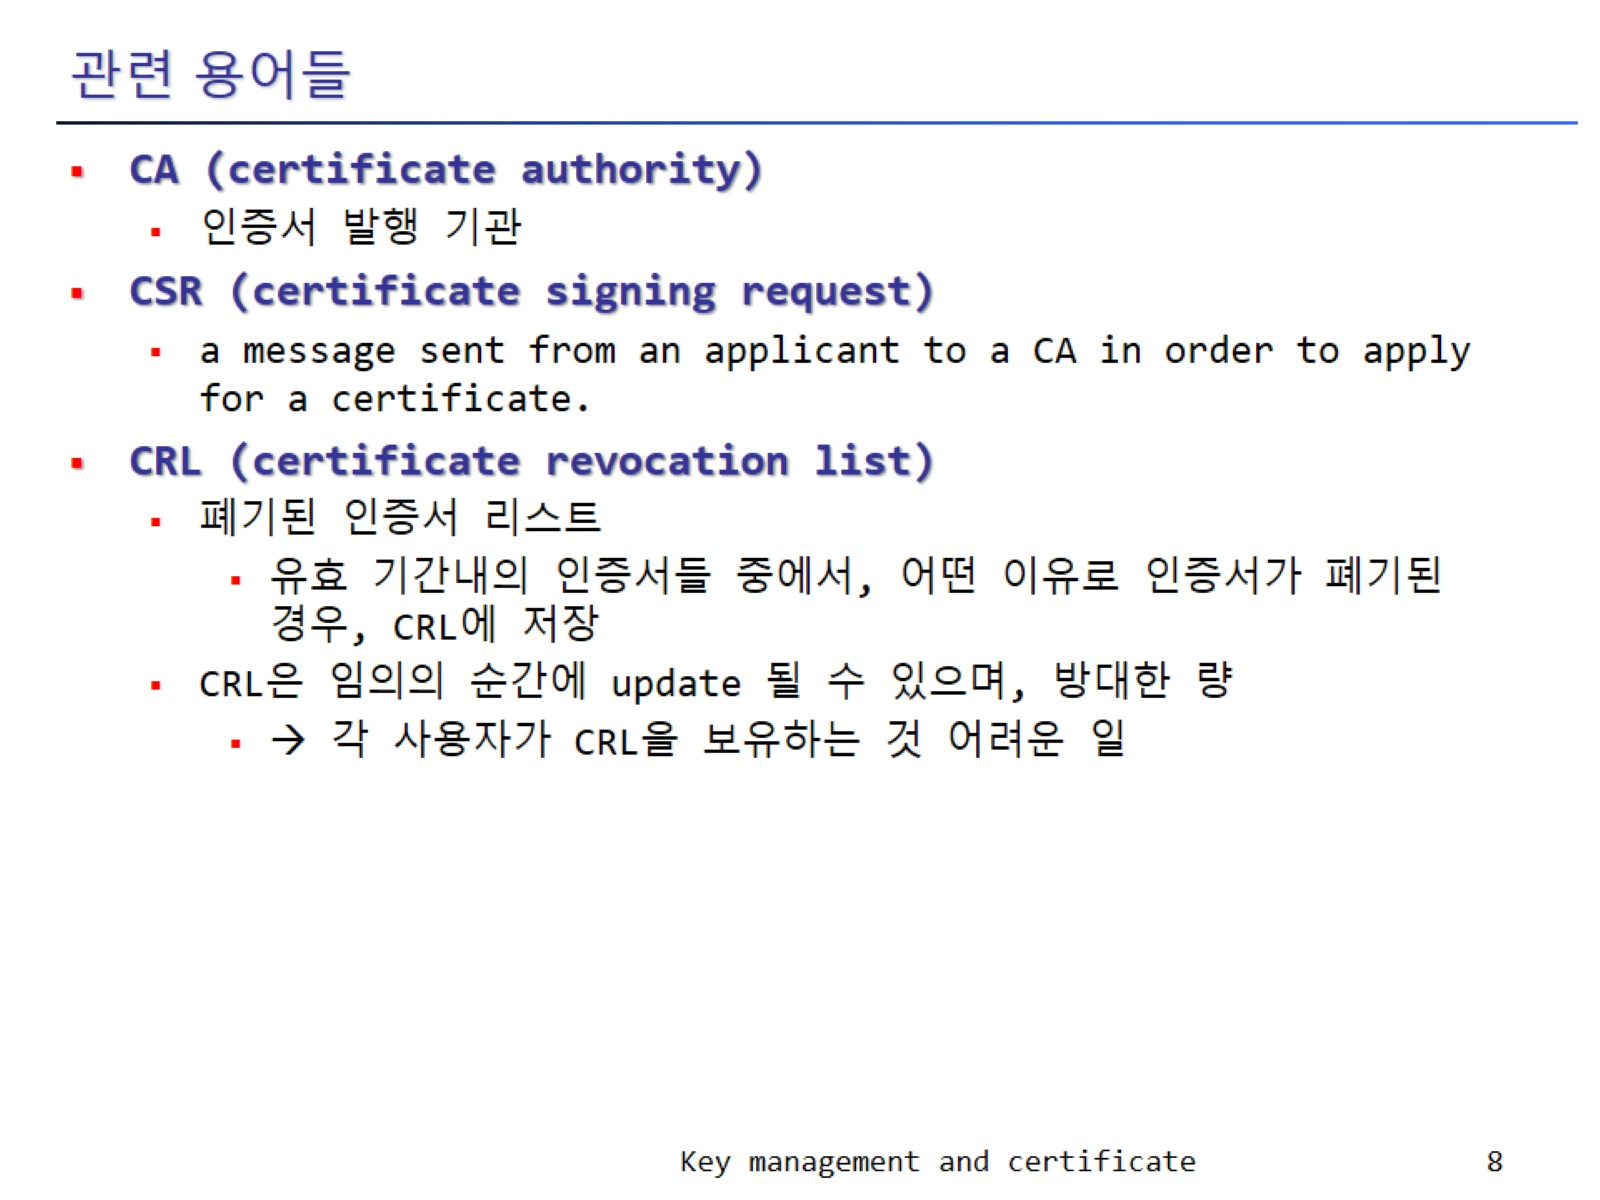 관련 용어들
▪ CA (certificate authority)
▪ 인증서 발행 기관
▪ CSR (certificate signing request)
▪ a message sent from an applicant to a CA in order to apply
for a certificate.
▪ CRL (certificate revocation list)
▪ 폐기된 인증서 리스트
▪ 유효 기간내의 인증서들 중에서, 어떤 이유로 인증서가 폐기된
경우, CRL에 저장
▪ CRL은 임의의 순간에 update 될 수 있으며, 방대한 량
▪ → 각 사용자가 CRL을 보유하는 것 어려운 일
Key management and certificate 8